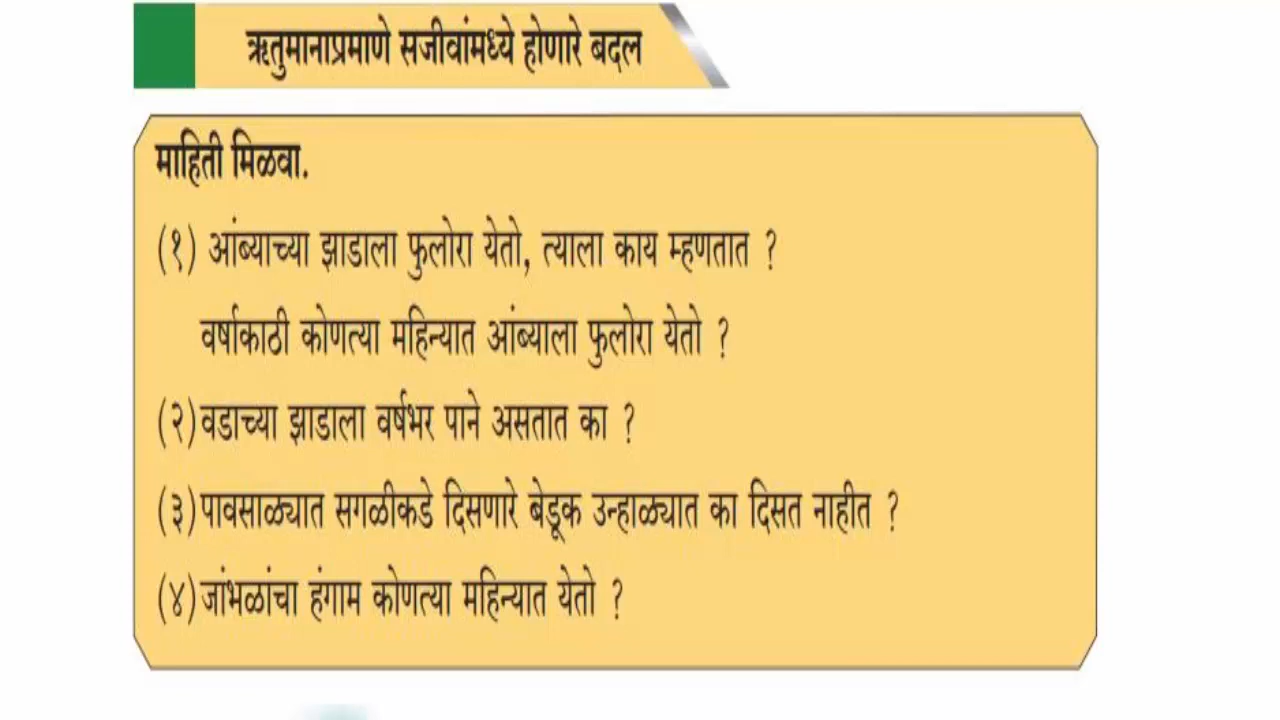 ऋतुमानाप्रमाणे सजीवांमध्ये होणारे बदल
माहिती मिळवा.
(१) आंब्याच्या झाडाला फुलोरा येतो, त्याला काय म्हणतात ?
वर्षाकाठी कोणत्या महिन्यात आंब्याला फुलोरा येतो ?
(२) वडाच्या झाडाला वर्षभर पाने असतात का ?
(३) पावसाळ्यात सगळीकडे दिसणारे बेडूक उन्हाळ्यात का दिसत नाहीत ?
(४) जांभळांचा हंगाम कोणत्या महिन्यात येतो ?